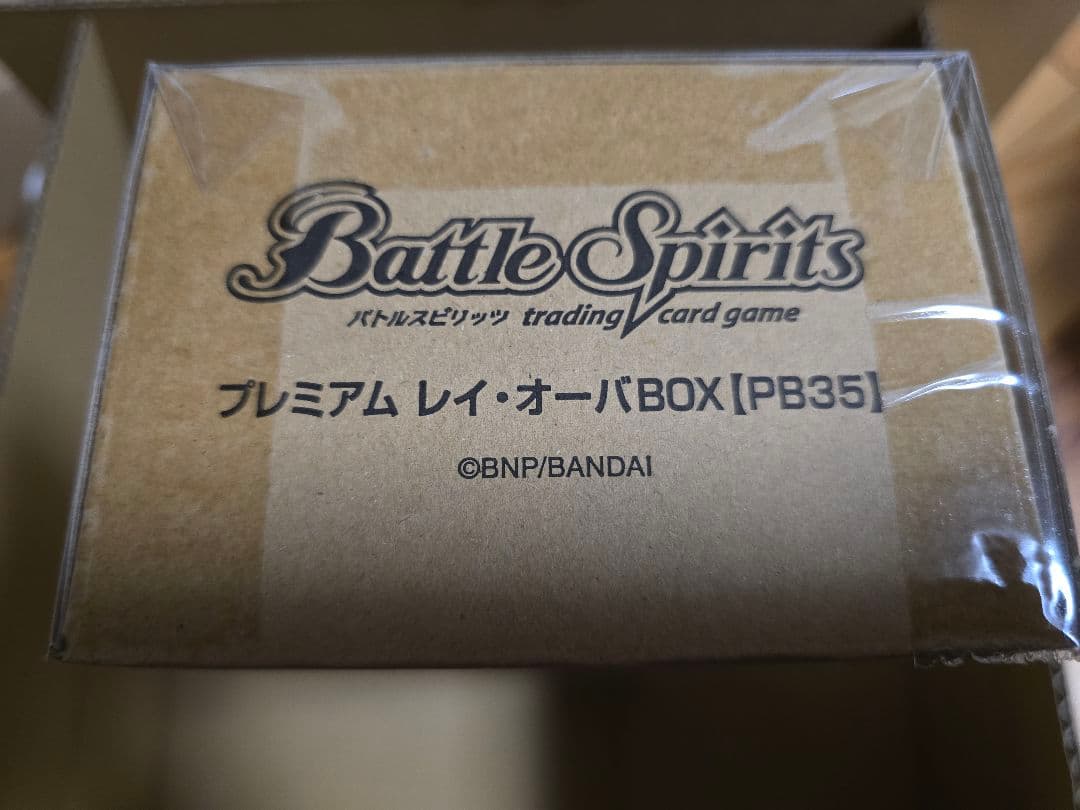 Battle Spirits
バトルスピリッツ trading card game
プレミアム レイ・オーバBOX【PB35】
©BNP/BANDAI